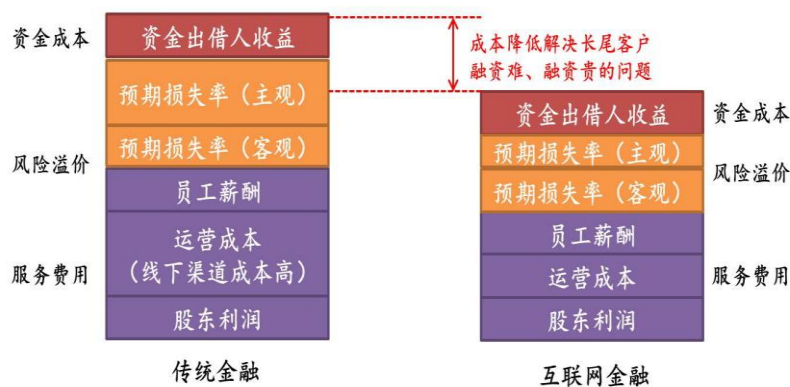 资金成本
资金出借人收益
预期损失率（主观）
预期损失率（客观）
风险溢价
员工薪酬
运营成本
（线下渠道成本高）
服务费用
股东利润
传统金融
成本降低解决长尾客户
融资难、融资贵的问题
资金出借人收益
资金成本
预期损失率（主观）
预期损失率（客观）
风险溢价
员工薪酬
运营成本
服务费用
股东利润
互联网金融